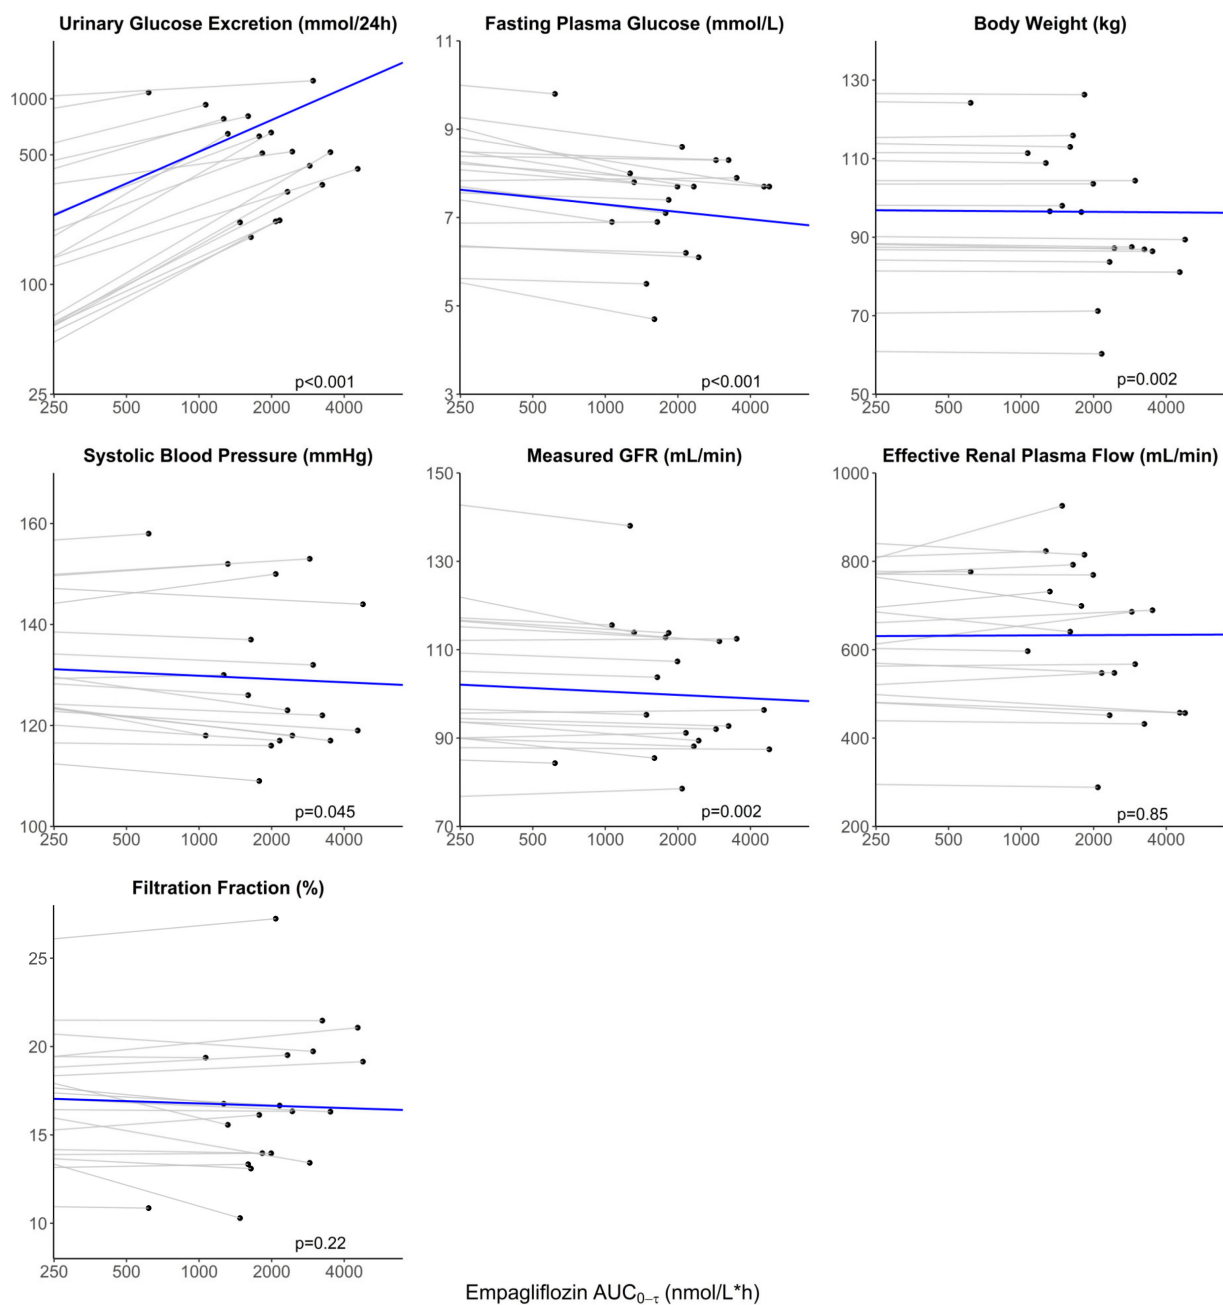 Urinary Glucose Excretion (mmol/24h)
1000
500
100
25
250 500 1000 2000 4000
p<0.001
Fasting Plasma Glucose (mmol/L)
11
9
7
5
3
250 500 1000 2000 4000
p<0.001
Body Weight (kg)
130
110
90
70
50
250 500 1000 2000 4000
p=0.002
Systolic Blood Pressure (mmHg)
160
140
120
100
250 500 1000 2000 4000
p=0.045
Measured GFR (mL/min)
150
130
110
90
70
250 500 1000 2000 4000
p=0.002
Effective Renal Plasma Flow (mL/min)
1000
800
600
400
200
250 500 1000 2000 4000
p=0.85
Filtration Fraction (%)
25
20
15
10
250 500 1000 2000 4000
p=0.22
Empagliflozin AUC₀₋τ (nmol/L*h)